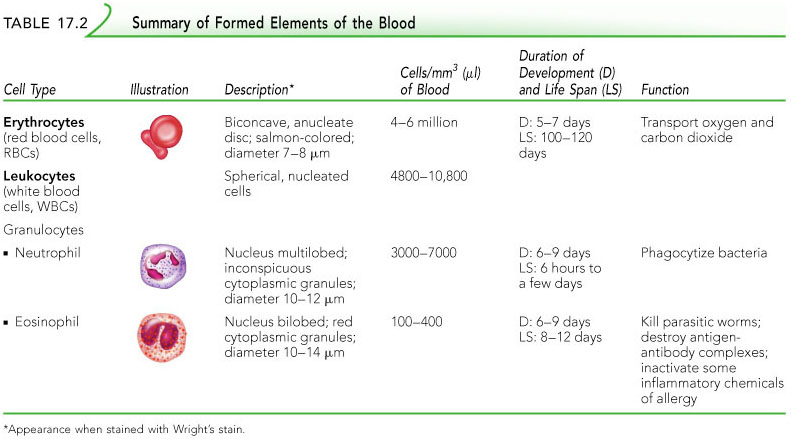 TABLE 17.2 Summary of Formed Elements of the Blood
Cell Type Illustration Description* Cells/mm³ (μl) of Blood Duration of Development (D) and Life Span (LS) Function
Erythrocytes
(red blood cells,
RBCs)
Biconcave, anucleate
disc; salmon-colored;
diameter 7–8 μm
4–6 million
D: 5–7 days
LS: 100–120
days
Transport oxygen and
carbon dioxide
Leukocytes
(white blood
cells, WBCs)
Spherical, nucleated
cells
4800–10,800
Granulocytes
▪ Neutrophil
Nucleus multilobed;
inconspicuous
cytoplasmic granules;
diameter 10–12 μm
3000–7000
D: 6–9 days
LS: 6 hours to
a few days
Phagocytize bacteria
▪ Eosinophil
Nucleus bilobed; red
cytoplasmic granules;
diameter 10–14 μm
100–400
D: 6–9 days
LS: 8–12 days
Kill parasitic worms;
destroy antigen-
antibody complexes;
inactivate some
inflammatory chemicals
of allergy
*Appearance when stained with Wright's stain.